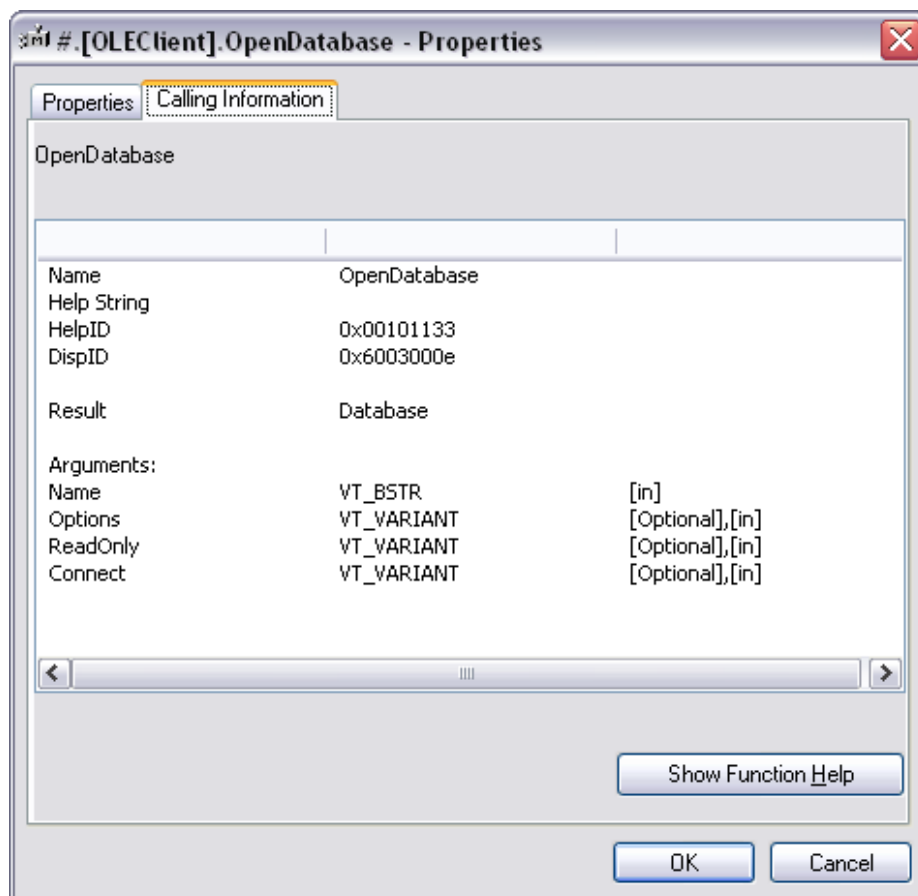 #.[OLEClient].OpenDatabase - Properties
Properties Calling Information
OpenDatabase
Name OpenDatabase
Help String
HelpID 0x00101133
DispID 0x6003000e
Result Database
Arguments:
Name VT_BSTR [in]
Options VT_VARIANT [Optional],[in]
ReadOnly VT_VARIANT [Optional],[in]
Connect VT_VARIANT [Optional],[in]
Show Function Help
OK Cancel